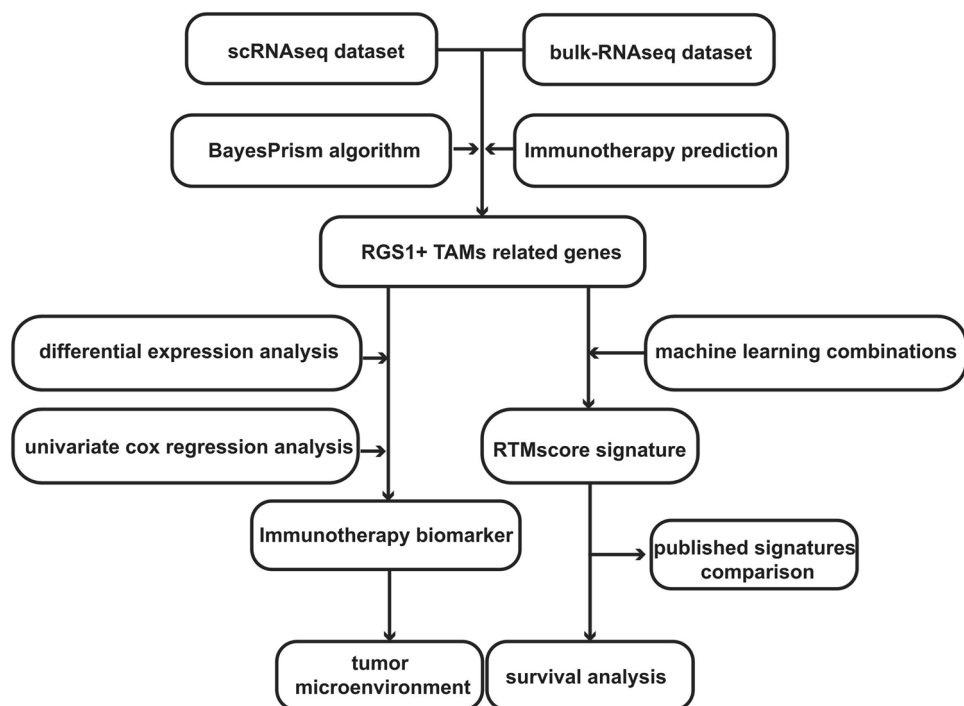 scRNAseq dataset
bulk-RNAseq dataset
BayesPrism algorithm
Immunotherapy prediction
RGS1+ TAMs related genes
differential expression analysis
machine learning combinations
univariate cox regression analysis
RTMscore signature
Immunotherapy biomarker
published signatures
comparison
tumor
microenvironment
survival analysis